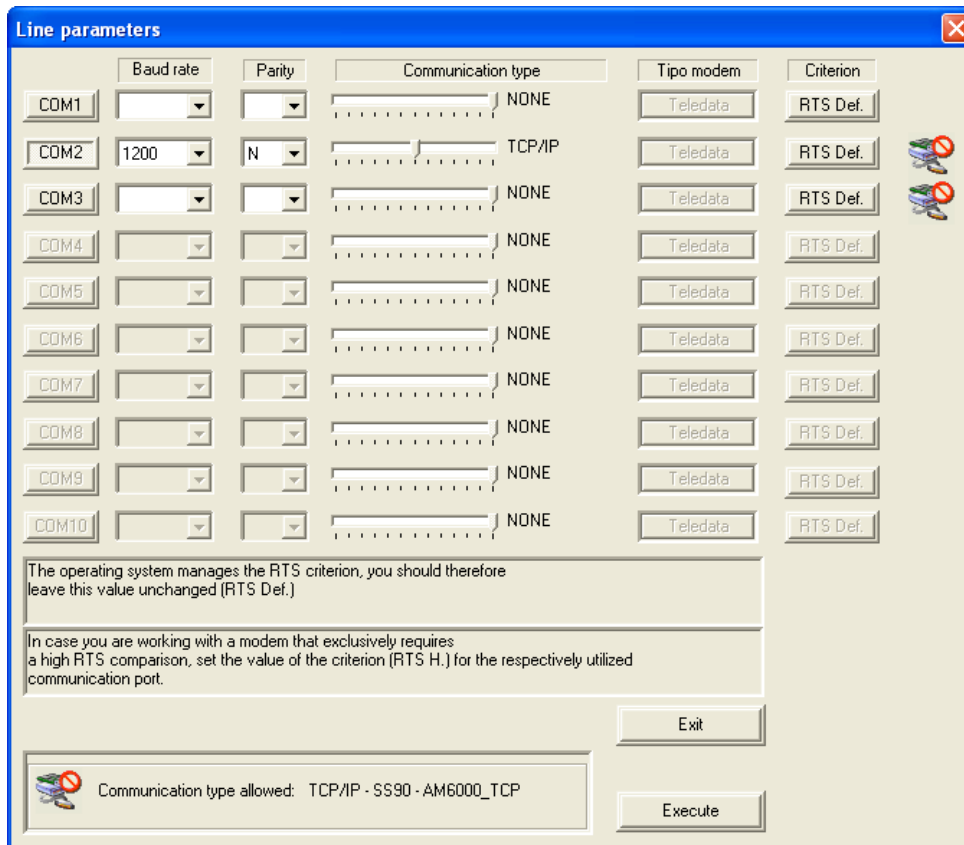 Line parameters
Baud rate Parity Communication type Tipo modem Criterion
COM1 NONE Teledata RTS Def.
COM2 1200 N TCP/IP Teledata RTS Def.
COM3 NONE Teledata RTS Def.
COM4 NONE Teledata RTS Def.
COM5 NONE Teledata RTS Def.
COM6 NONE Teledata RTS Def.
COM7 NONE Teledata RTS Def.
COM8 NONE Teledata RTS Def.
COM9 NONE Teledata RTS Def.
COM10 NONE Teledata RTS Def.
The operating system manages the RTS criterion, you should therefore
leave this value unchanged (RTS Def.)
In case you are working with a modem that exclusively requires
a high RTS comparison, set the value of the criterion (RTS H.) for the respectively utilized
communication port.
Exit
Communication type allowed: TCP/IP - SS90 - AM6000_TCP
Execute